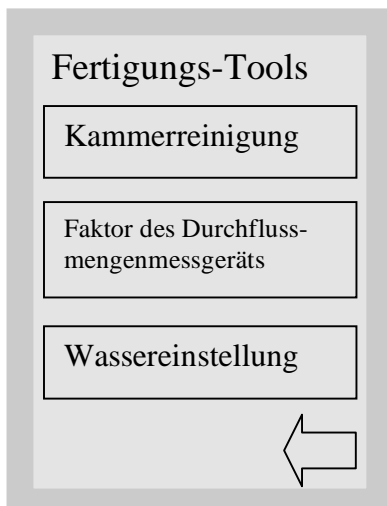 Fertigungs-Tools
Kammerreinigung
Faktor des Durchfluss-
mengenmessgeräts
Wassereinstellung